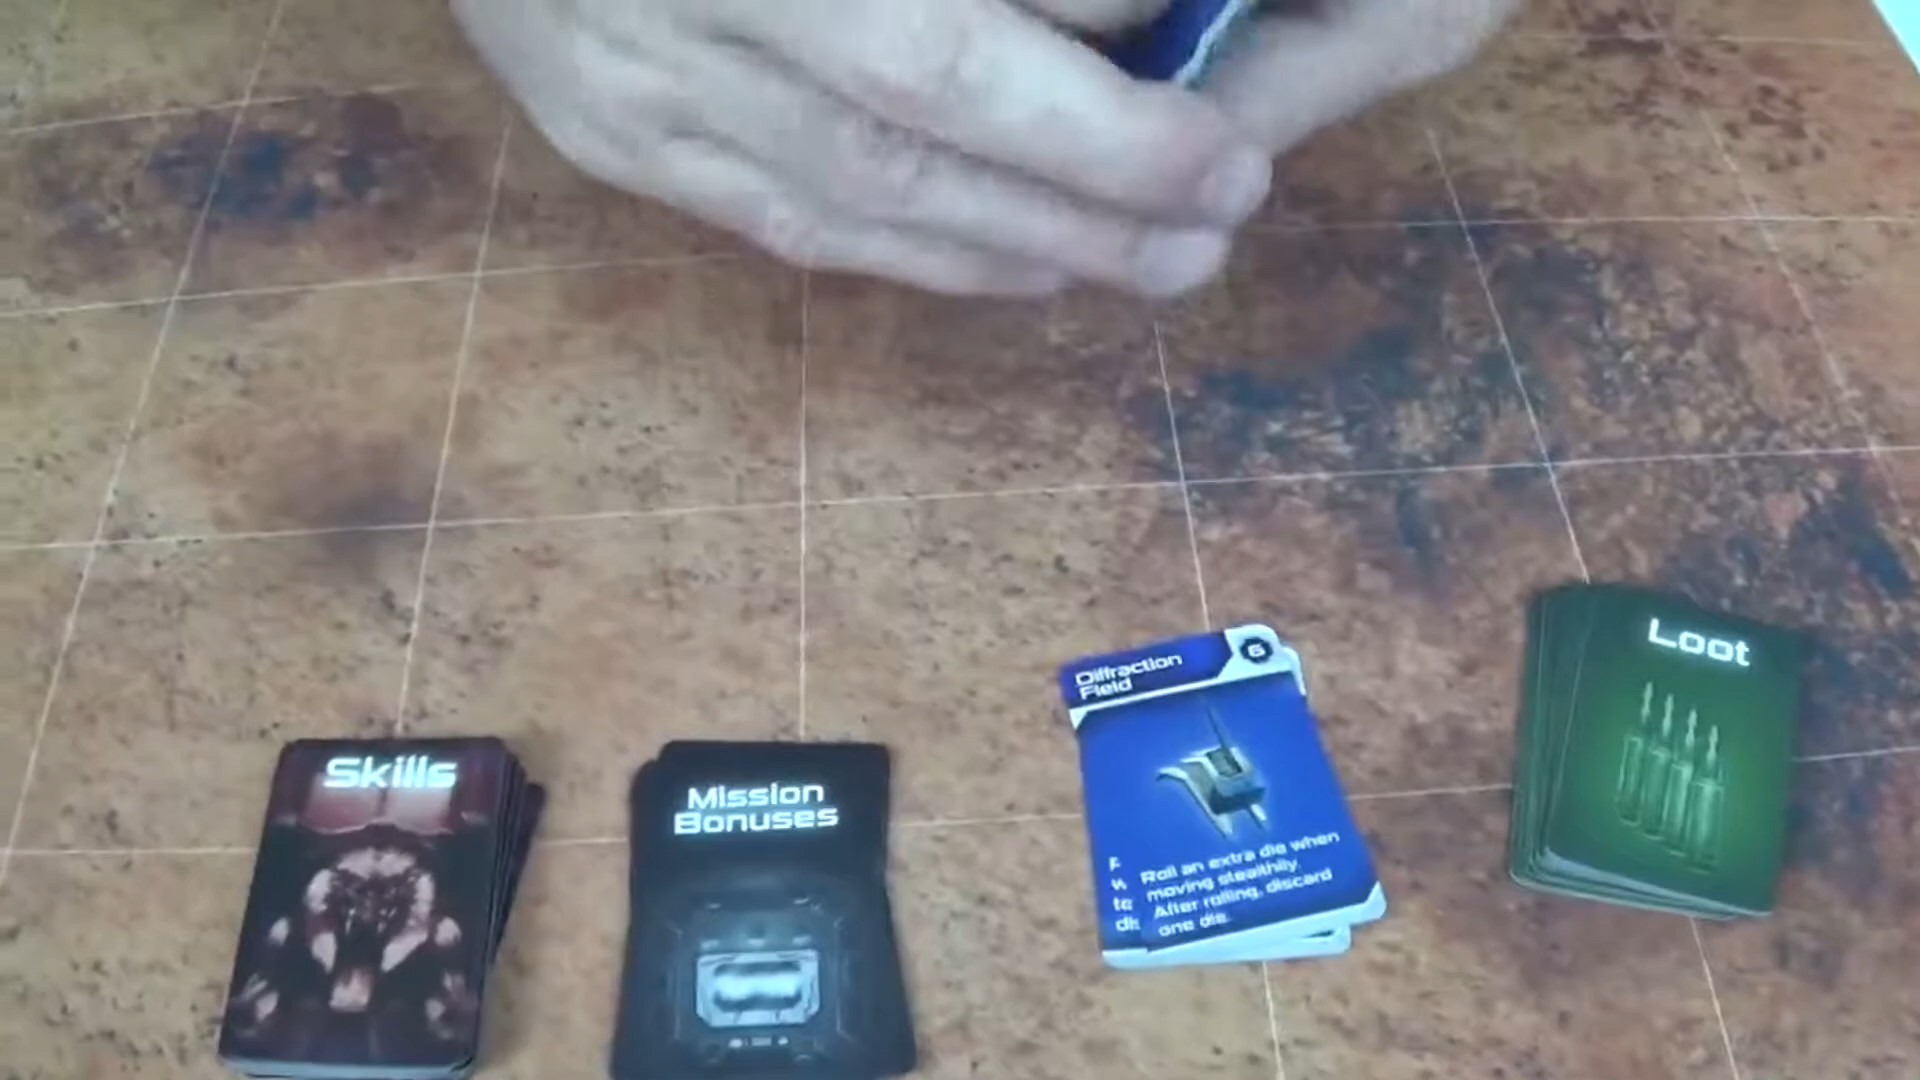 Skills
Mission
Bonuses
Diffraction
Field
6
Roll an extra die when
moving stealthily.
After rolling, discard
one die.
Loot